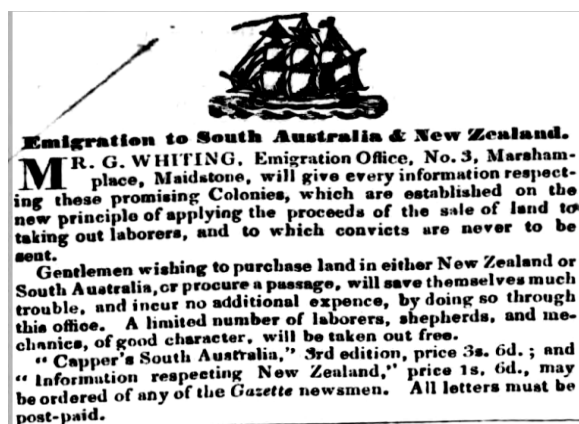 Emigration to South Australia & New Zealand.
MR. G. WHITING, Emigration Office, No. 3, Marsham-
place, Maidstone, will give every information respect-
ing these promising Colonies, which are established on the
new principle of applying the proceeds of the sale of land to
taking out laborers, and to which convicts are never to be
sent.
Gentlemen wishing to purchase land in either New Zealand or
South Australia, or procure a passage, will save themselves much
trouble, and incur no additional expence, by doing so through
this office. A limited number of laborers, shepherds, and me-
chanics, of good character, will be taken out free.
" Capper's South Australia," 3rd edition, price 3s. 6d. ; and
" Information respecting New Zealand," price 1s. 6d., may
be ordered of any of the Gazette newsmen. All letters must be
post-paid.